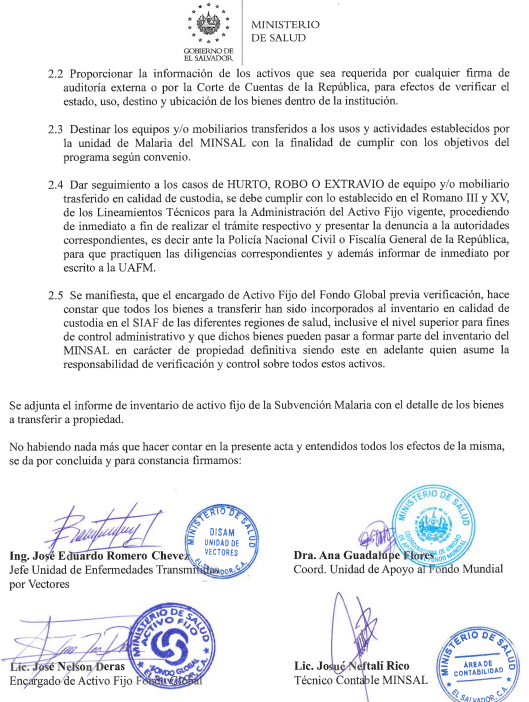 MINISTERIO
DE SALUD
GOBIERNO DE
EL SALVADOR
2.2 Proporcionar la información de los activos que sea requerida por cualquier firma de
auditoría externa o por la Corte de Cuentas de la República, para efectos de verificar el
estado, uso, destino y ubicación de los bienes dentro de la institución.
2.3 Destinar los equipos y/o mobiliarios transferidos a los usos y actividades establecidos por
la unidad de Malaria del MINSAL con la finalidad de cumplir con los objetivos del
programa según convenio.
2.4 Dar seguimiento a los casos de HURTO, ROBO O EXTRAVIO de equipo y/o mobiliario
trasferido en calidad de custodia, se debe cumplir con lo establecido en el Romano III y XV,
de los Lineamientos Técnicos para la Administración del Activo Fijo vigente, procediendo
de inmediato a fin de realizar el trámite respectivo y presentar la denuncia a la autoridades
correspondientes, es decir ante la Policía Nacional Civil o Fiscalía General de la República,
para que practiquen las diligencias correspondientes y además informar de inmediato por
escrito a la UAFM.
2.5 Se manifiesta, que el encargado de Activo Fijo del Fondo Global previa verificación, hace
constar que todos los bienes a transferir han sido incorporados al inventario en calidad de
custodia en el SIAF de las diferentes regiones de salud, inclusive el nivel superior para fines
de control administrativo y que dichos bienes pueden pasar a formar parte del inventario del
MINSAL en carácter de propiedad definitiva siendo este en adelante quien asume la
responsabilidad de verificación y control sobre todos estos activos.
Se adjunta el informe de inventario de activo fijo de la Subvención Malaria con el detalle de los bienes
a transferir a propiedad.
No habiendo nada más que hacer contar en la presente acta y entendidos todos los efectos de la misma,
se da por concluida y para constancia firmamos:
MINISTERIO DE SALUD
DISAM
UNIDAD DE
VECTORES
EL SALVADOR, C.A.
MINISTERIO DE SALUD
Ing. José Eduardo Romero Chevez
Jefe Unidad de Enfermedades Transmitidas
por Vectores
Dra. Ana Guadalupe Flores
Coord. Unidad de Apoyo al Fondo Mundial
MINISTERIO DE SALUD
ACTIVO FIJO
FONDO GLOBAL
EL SALVADOR, C.A.
Lic. José Nelson Deras
Encargado de Activo Fijo Fondo Global
MINISTERIO DE SALUD
ÁREA DE
CONTABILIDAD
EL SALVADOR, C.A.
Lic. Josué Neftalí Rico
Técnico Contable MINSAL